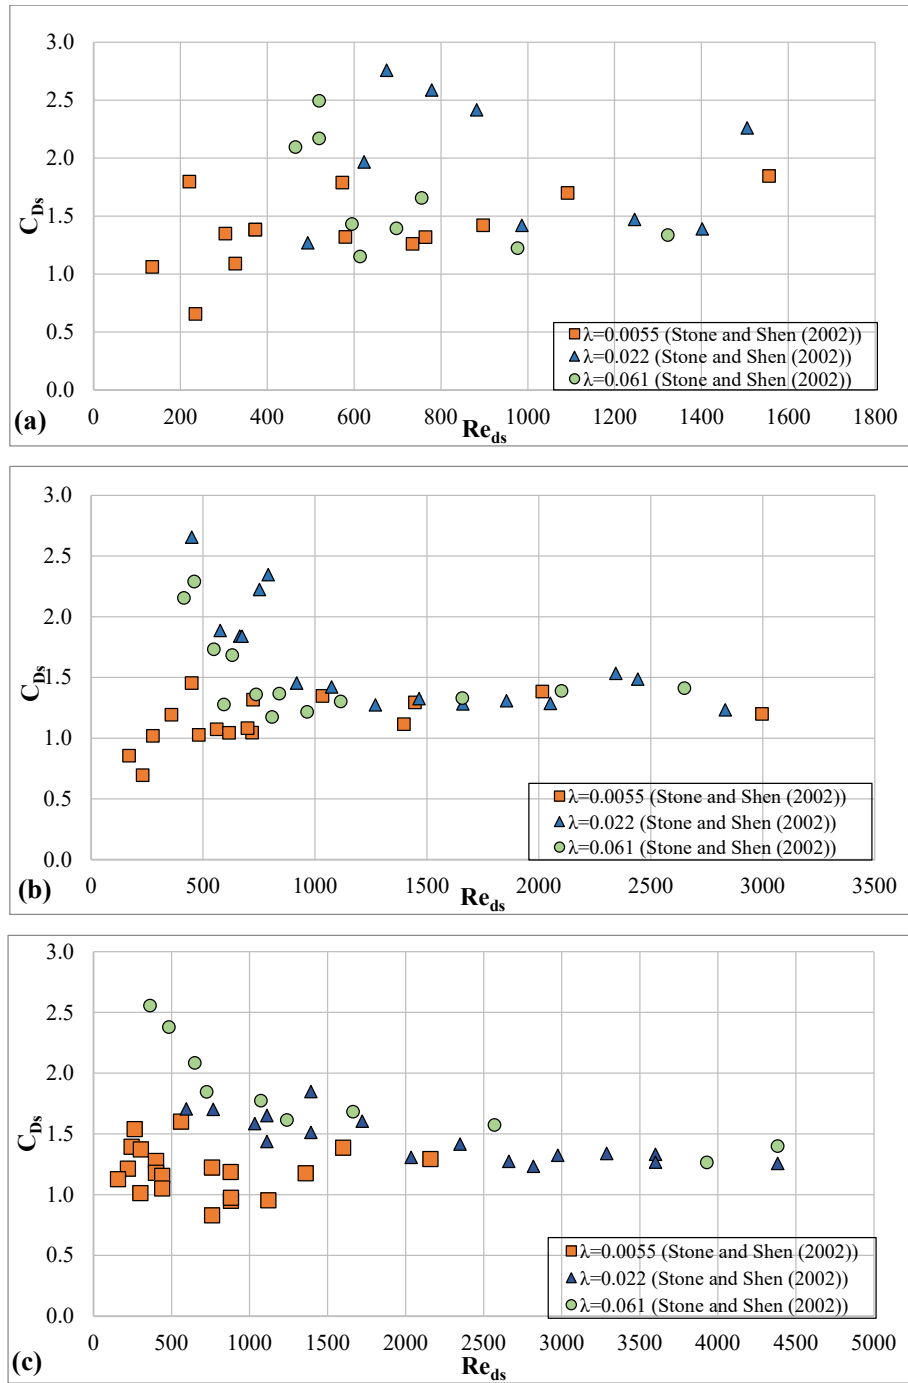 3.0
2.5
2.0
1.5
1.0
0.5
0.0
C_Ds
λ=0.0055 (Stone and Shen (2002))
λ=0.022 (Stone and Shen (2002))
λ=0.061 (Stone and Shen (2002))
0 200 400 600 800 1000 1200 1400 1600 1800
(a)
Re_ds
3.0
2.5
2.0
1.5
1.0
0.5
0.0
C_Ds
λ=0.0055 (Stone and Shen (2002))
λ=0.022 (Stone and Shen (2002))
λ=0.061 (Stone and Shen (2002))
0 500 1000 1500 2000 2500 3000 3500
(b)
Re_ds
3.0
2.5
2.0
1.5
1.0
0.5
0.0
C_Ds
λ=0.0055 (Stone and Shen (2002))
λ=0.022 (Stone and Shen (2002))
λ=0.061 (Stone and Shen (2002))
0 500 1000 1500 2000 2500 3000 3500 4000 4500 5000
(c)
Re_ds